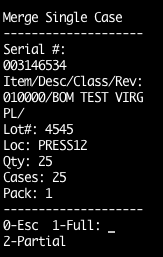 Merge Single Case
--------------------
Serial #:
003146534
Item/Desc/Class/Rev:
010000/BOM TEST VIRG
PL/
Lot#: 4545
Loc: PRESS12
Qty: 25
Cases: 25
Pack: 1
--------------------
0-Esc  1-Full: _
2-Partial